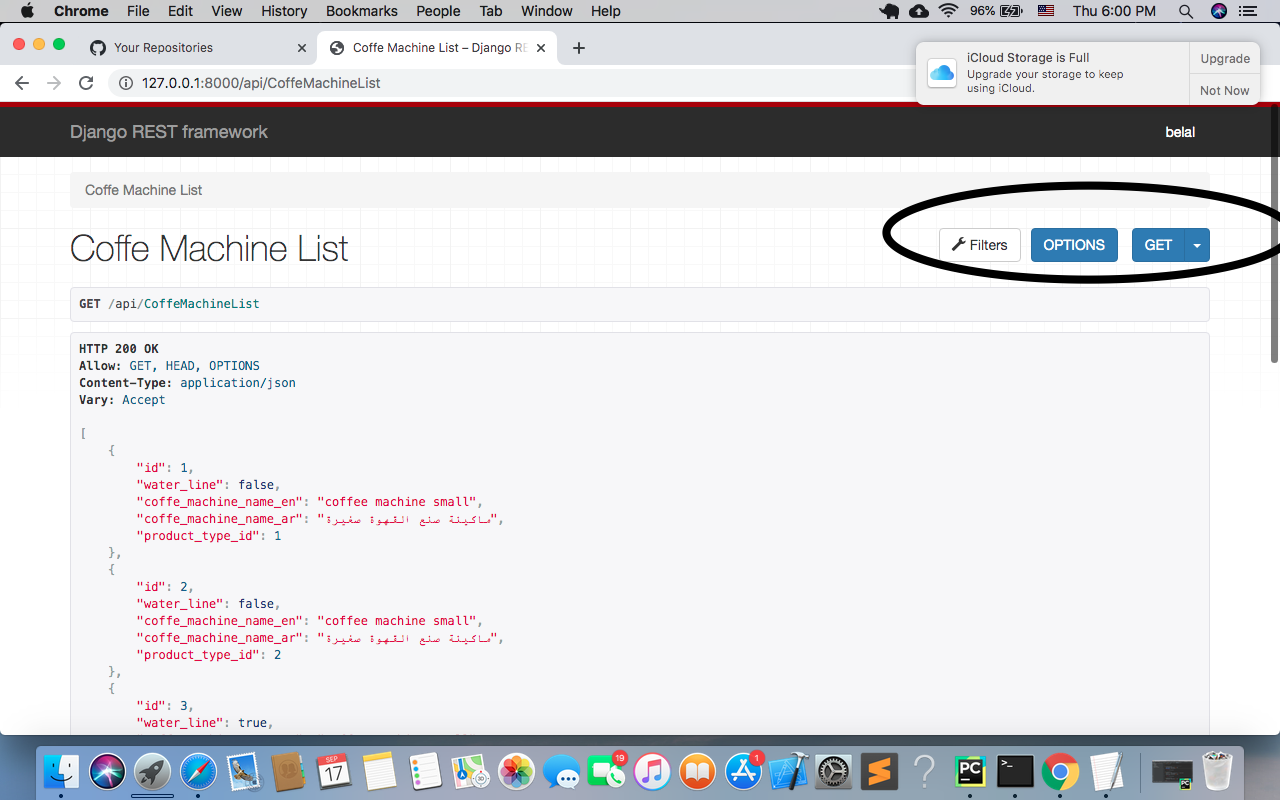 Chrome File Edit View History Bookmarks People Tab Window Help 96% Thu 6:00 PM
Your Repositories
Coffe Machine List – Django RE
127.0.0.1:8000/api/CoffeMachineList
iCloud Storage is Full
Upgrade your storage to keep
using iCloud.
Upgrade
Not Now
Django REST framework
belal
Coffe Machine List
Coffe Machine List
Filters
OPTIONS
GET
GET /api/CoffeMachineList
HTTP 200 OK
Allow: GET, HEAD, OPTIONS
Content-Type: application/json
Vary: Accept
[
{
"id": 1,
"water_line": false,
"coffe_machine_name_en": "coffee machine small",
"coffe_machine_name_ar": "ماكينة صنع القهوة صغيرة",
"product_type_id": 1
},
{
"id": 2,
"water_line": false,
"coffe_machine_name_en": "coffee machine small",
"coffe_machine_name_ar": "ماكينة صنع القهوة صغيرة",
"product_type_id": 2
},
{
"id": 3,
"water_line": true,
SEP
17
19
1
PC
>_